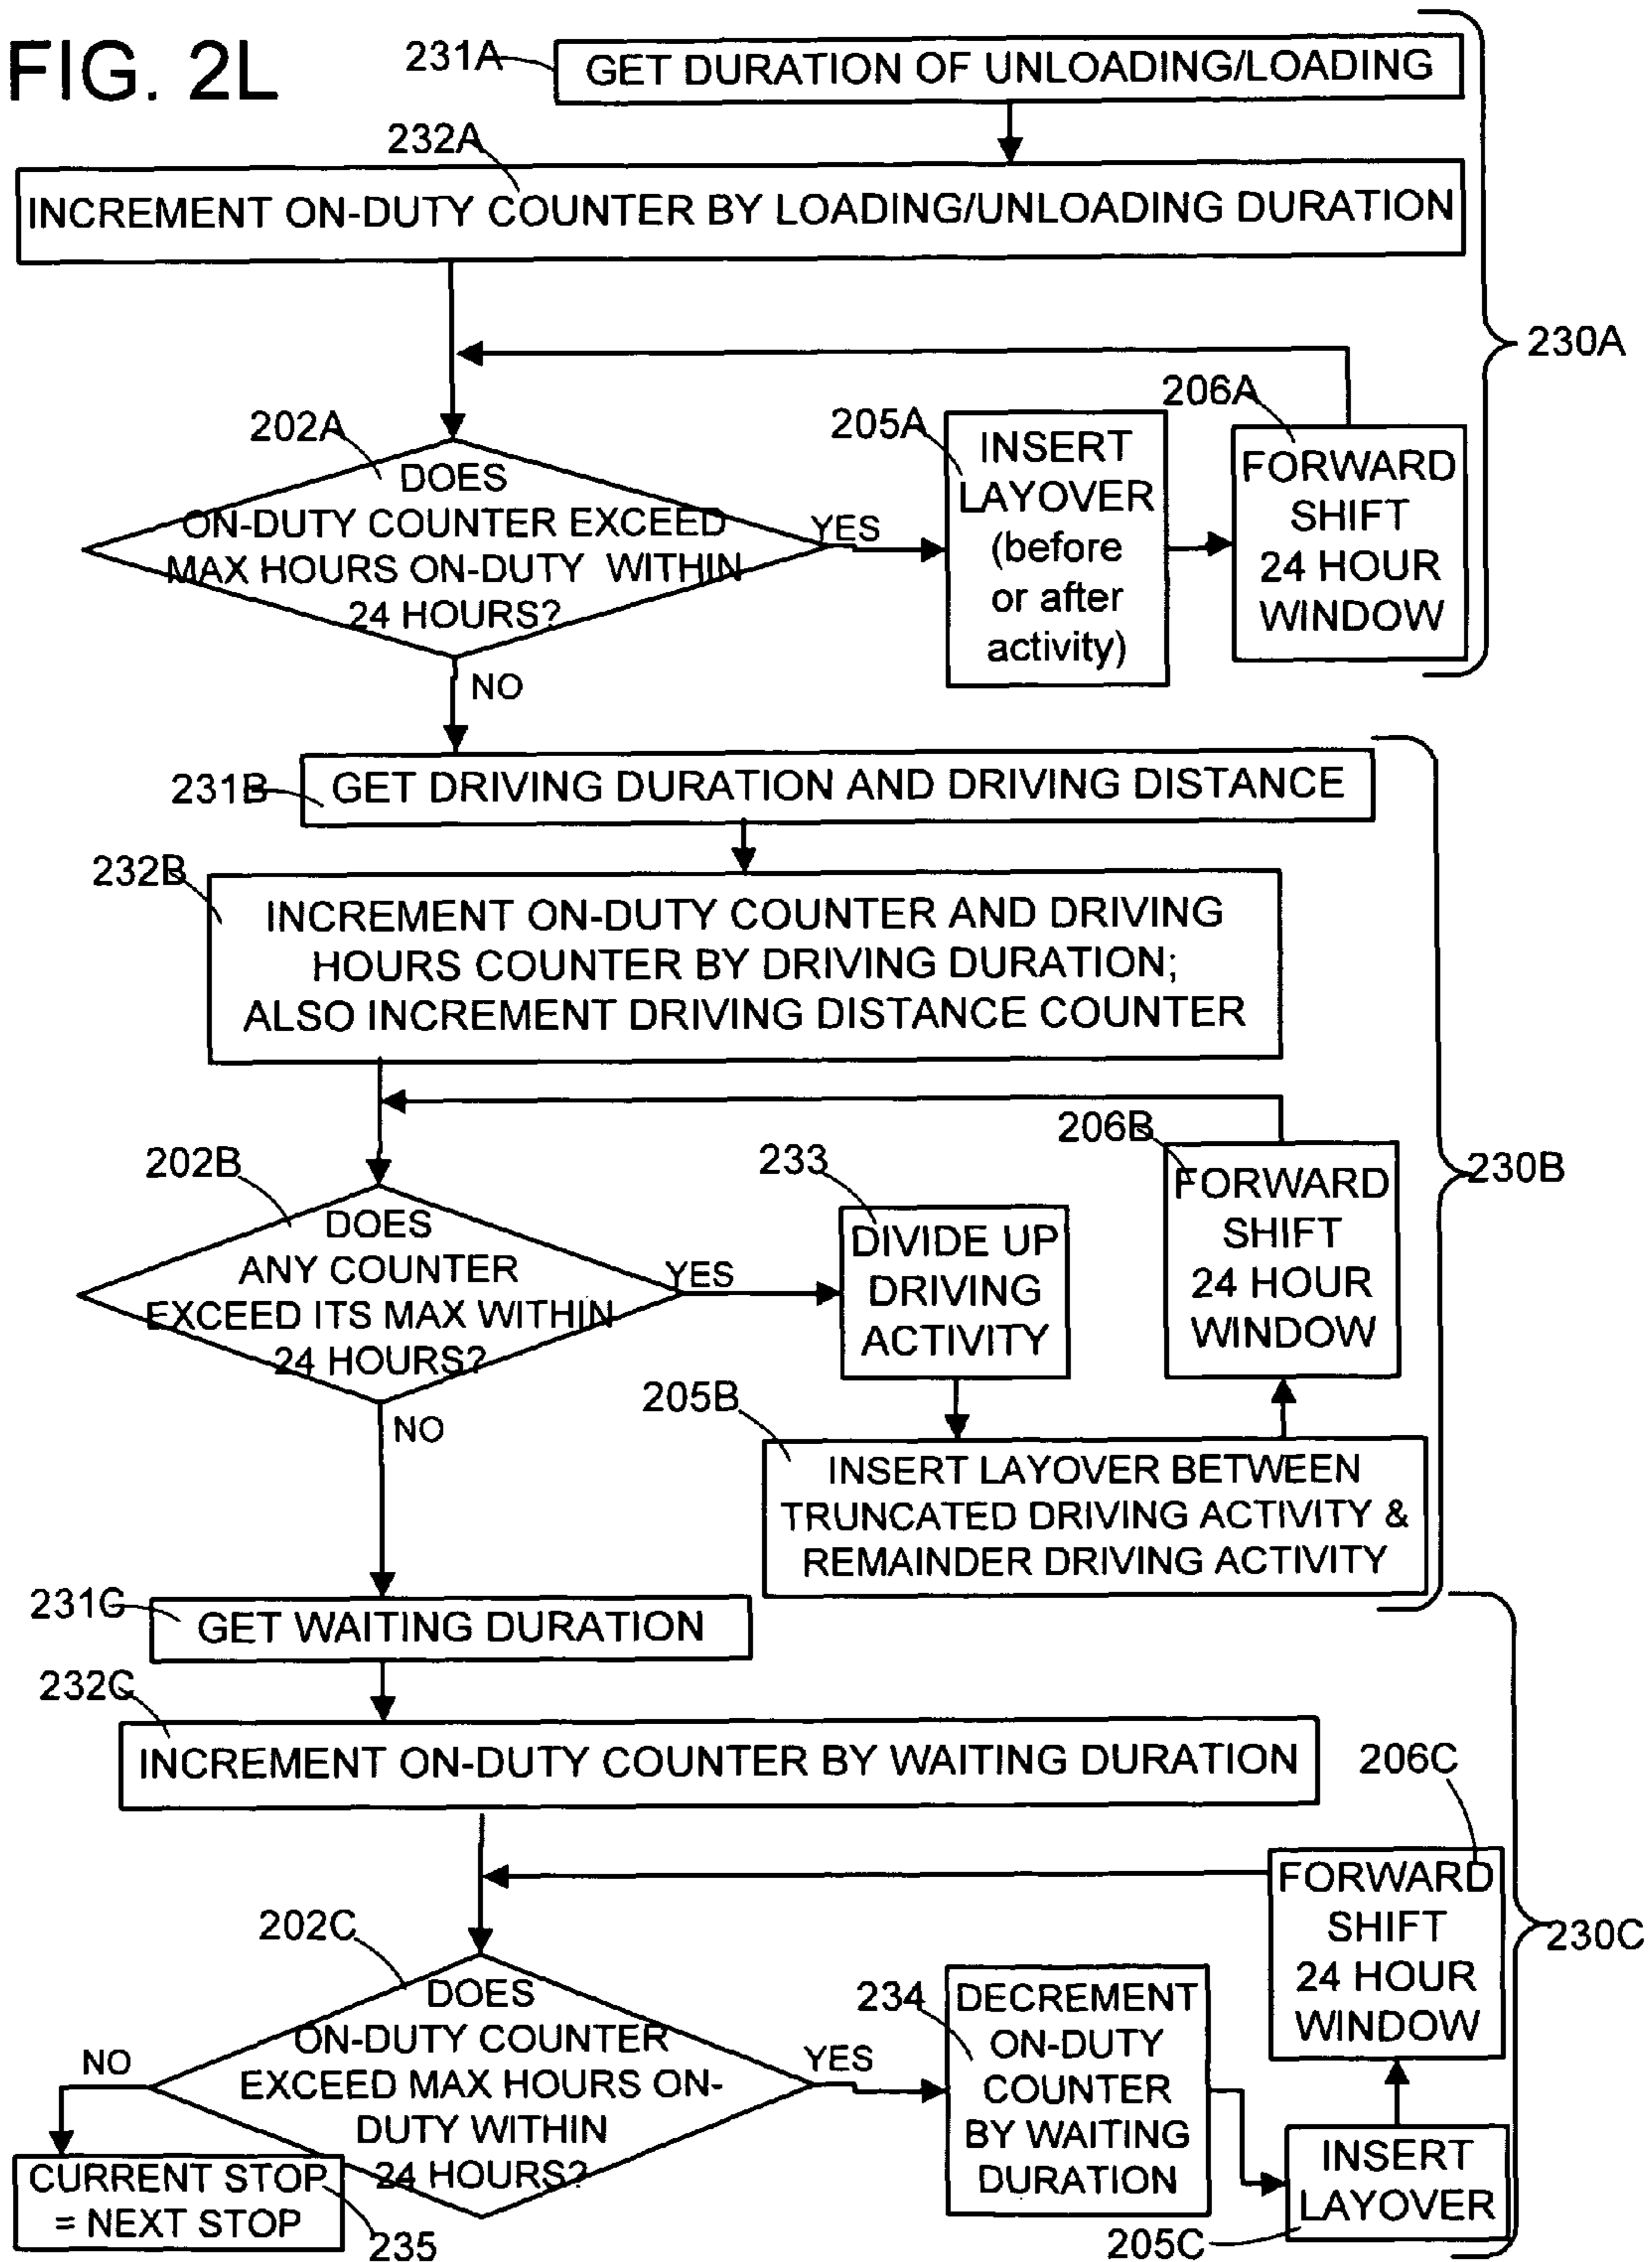 FIG. 2L
231A
GET DURATION OF UNLOADING/LOADING
232A
INCREMENT ON-DUTY COUNTER BY LOADING/UNLOADING DURATION
230A
202A
DOES
ON-DUTY COUNTER EXCEED
MAX HOURS ON-DUTY WITHIN
24 HOURS?
YES
205A
INSERT
LAYOVER
(before
or after
activity)
206A
FORWARD
SHIFT
24 HOUR
WINDOW
NO
231B
GET DRIVING DURATION AND DRIVING DISTANCE
232B
INCREMENT ON-DUTY COUNTER AND DRIVING
HOURS COUNTER BY DRIVING DURATION;
ALSO INCREMENT DRIVING DISTANCE COUNTER
230B
202B
DOES
ANY COUNTER
EXCEED ITS MAX WITHIN
24 HOURS?
YES
233
DIVIDE UP
DRIVING
ACTIVITY
206B
FORWARD
SHIFT
24 HOUR
WINDOW
205B
INSERT LAYOVER BETWEEN
TRUNCATED DRIVING ACTIVITY &
REMAINDER DRIVING ACTIVITY
NO
231C
GET WAITING DURATION
232C
INCREMENT ON-DUTY COUNTER BY WAITING DURATION
206C
FORWARD
SHIFT
24 HOUR
WINDOW
230C
202C
DOES
ON-DUTY COUNTER
EXCEED MAX HOURS ON-
DUTY WITHIN
24 HOURS?
NO
YES
234
DECREMENT
ON-DUTY
COUNTER
BY WAITING
DURATION
INSERT
LAYOVER
205C
CURRENT STOP
= NEXT STOP
235